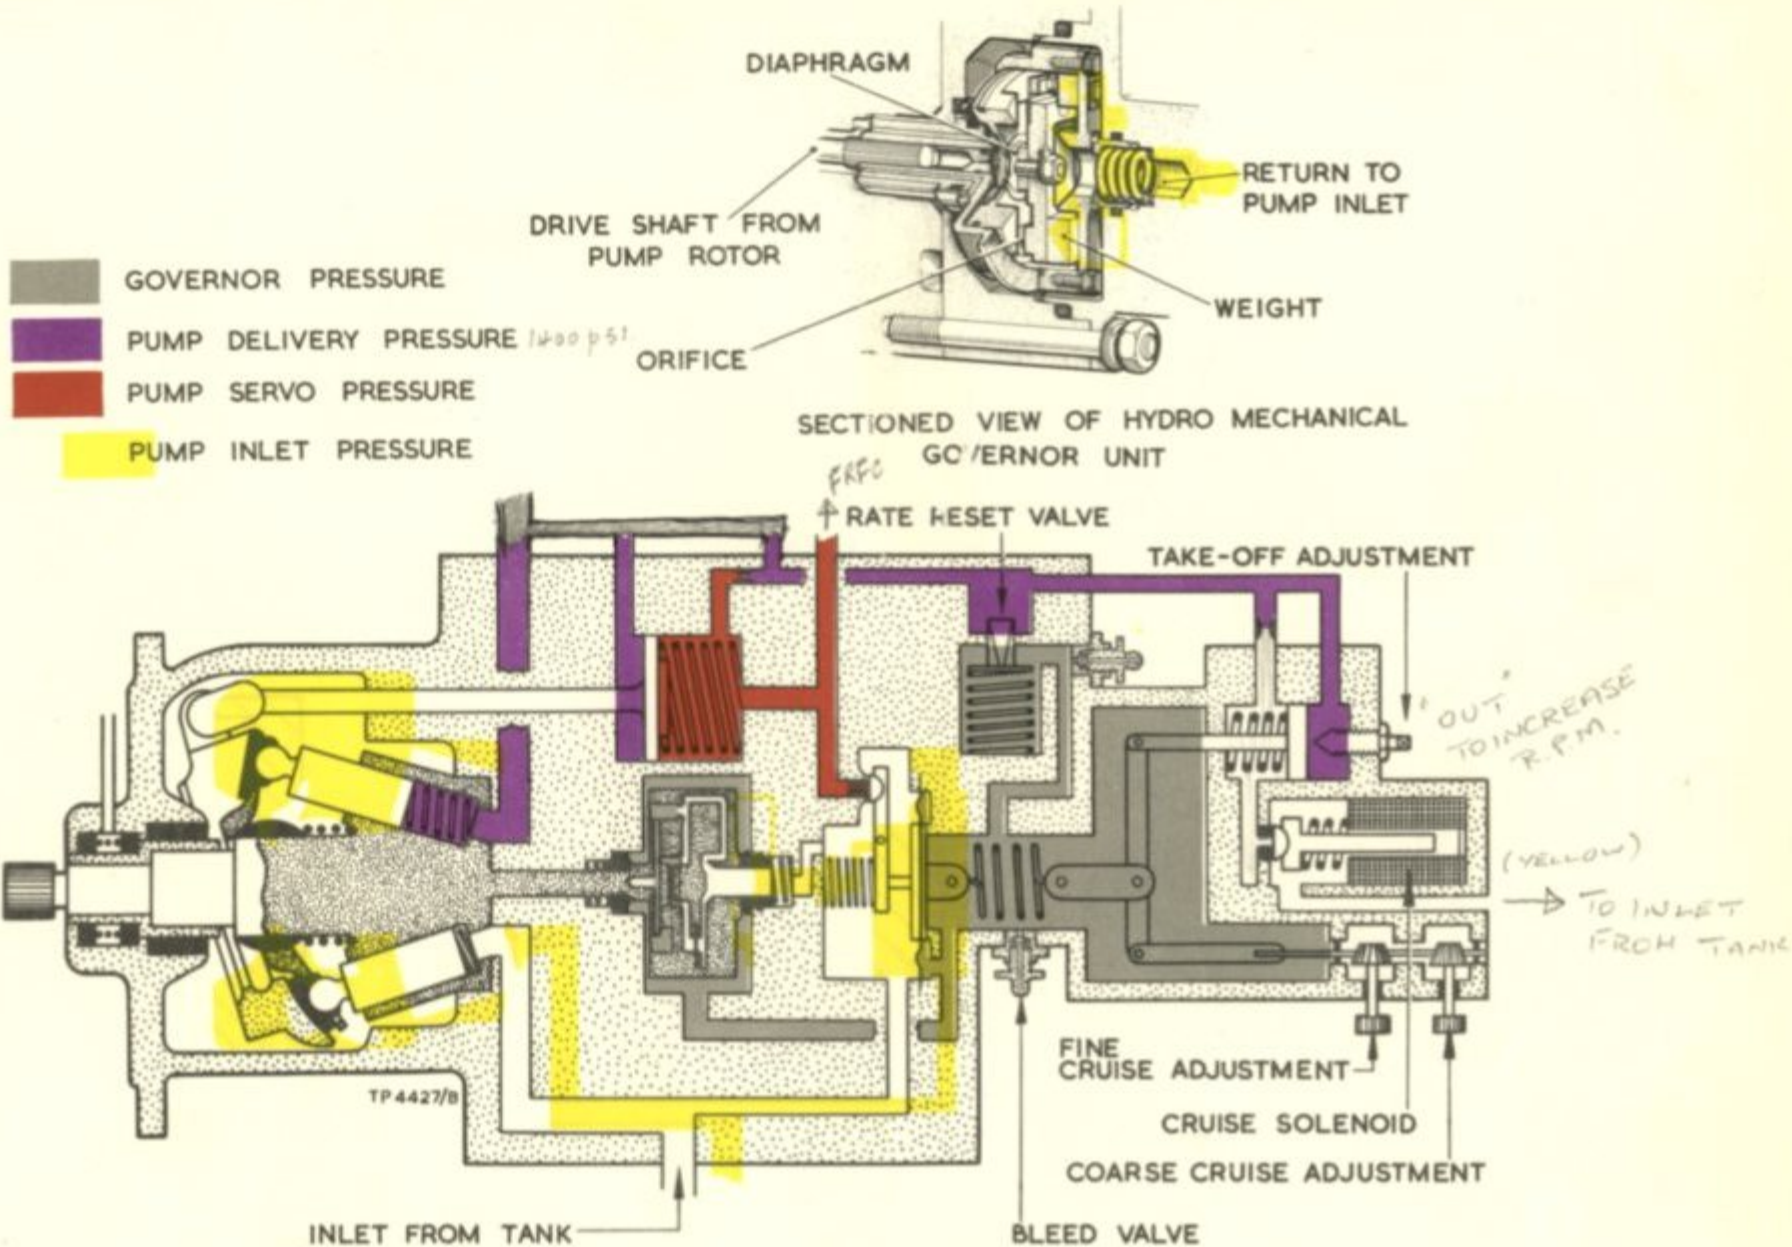 DIAPHRAGM
DRIVE SHAFT FROM
PUMP ROTOR
RETURN TO
PUMP INLET
WEIGHT
ORIFICE
GOVERNOR PRESSURE
PUMP DELIVERY PRESSURE 1400 psi.
PUMP SERVO PRESSURE
PUMP INLET PRESSURE
SECTIONED VIEW OF HYDRO MECHANICAL
GOVERNOR UNIT
RATE RESET VALVE
TAKE-OFF ADJUSTMENT
"OUT"
TO INCREASE
R.P.M.
(YELLOW)
TO INLET
FROM TANK
TP4427/B
FINE
CRUISE ADJUSTMENT
CRUISE SOLENOID
COARSE CRUISE ADJUSTMENT
INLET FROM TANK
BLEED VALVE